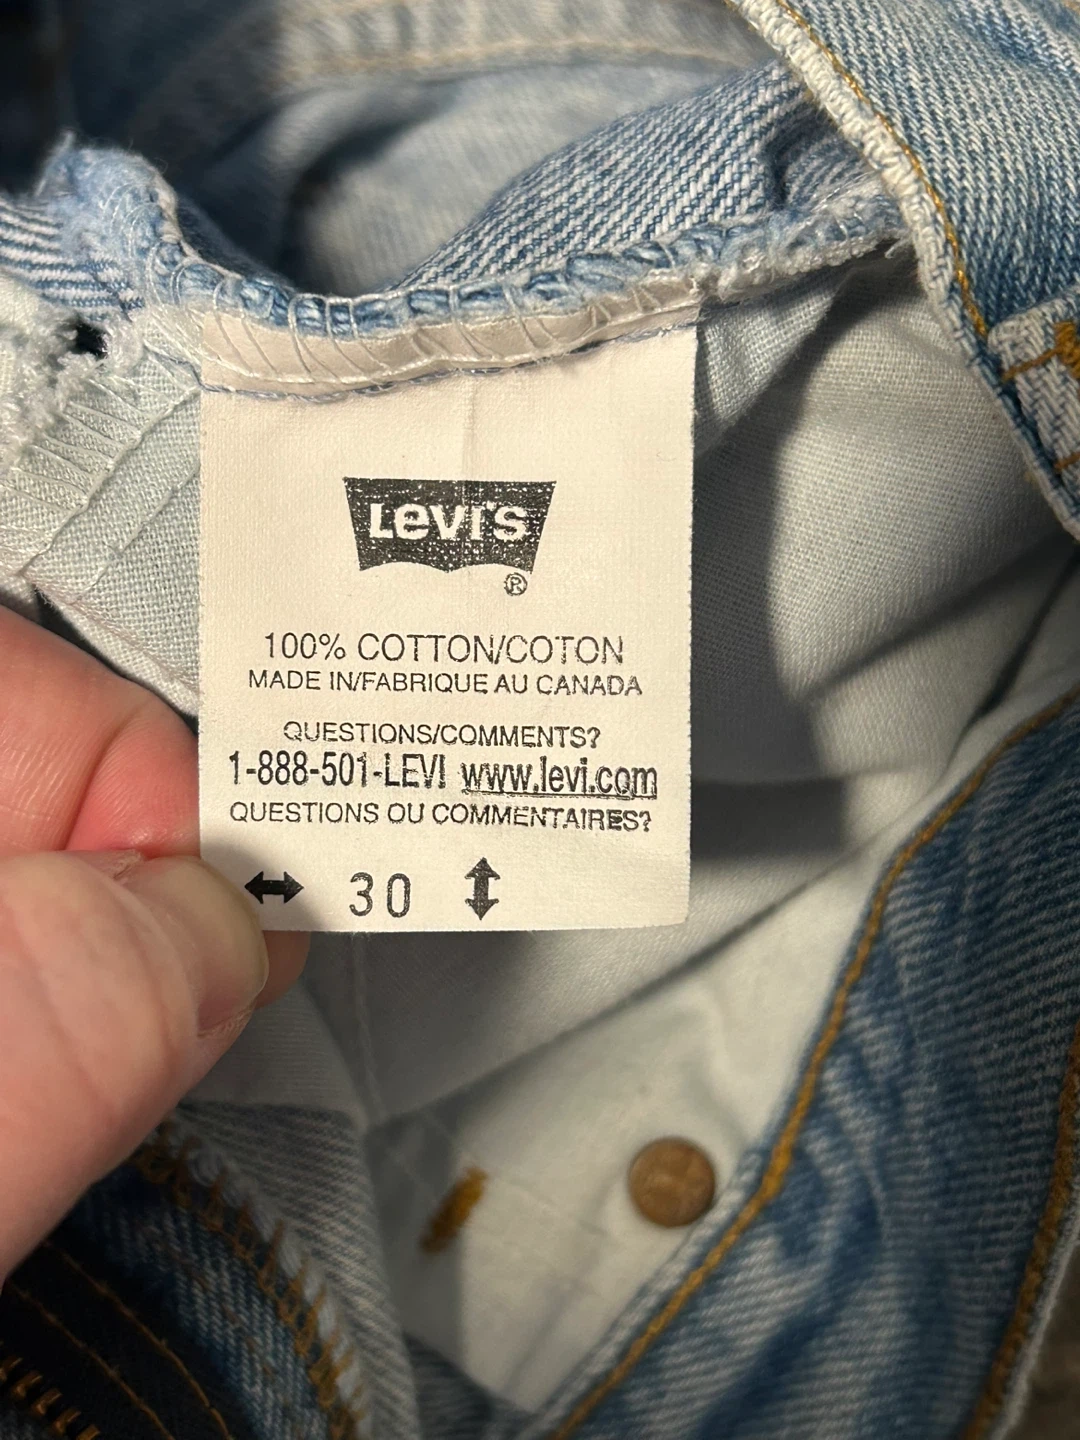 Levi's
®
100% COTTON/COTON
MADE IN/FABRIQUE AU CANADA
QUESTIONS/COMMENTS?
1-888-501-LEVI www.levi.com
QUESTIONS OU COMMENTAIRES?
↔ 30 ↕